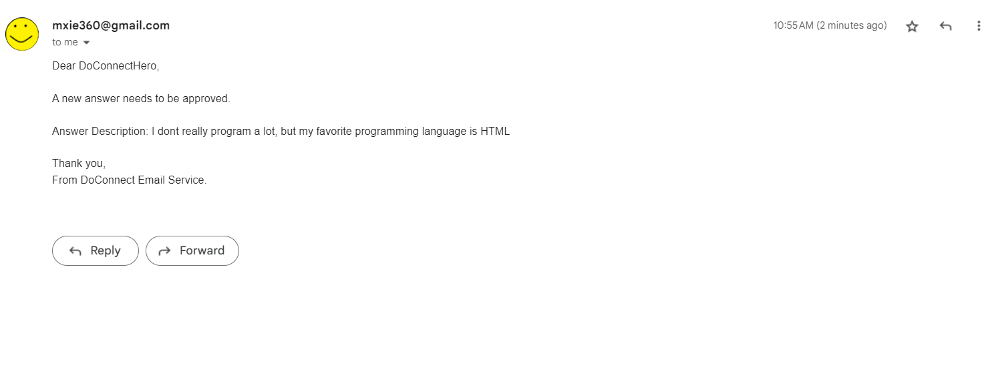 mxie360@gmail.com
10:55 AM (2 minutes ago)
to me
Dear DoConnectHero,
A new answer needs to be approved.
Answer Description: I dont really program a lot, but my favorite programming language is HTML
Thank you,
From DoConnect Email Service.
Reply
Forward